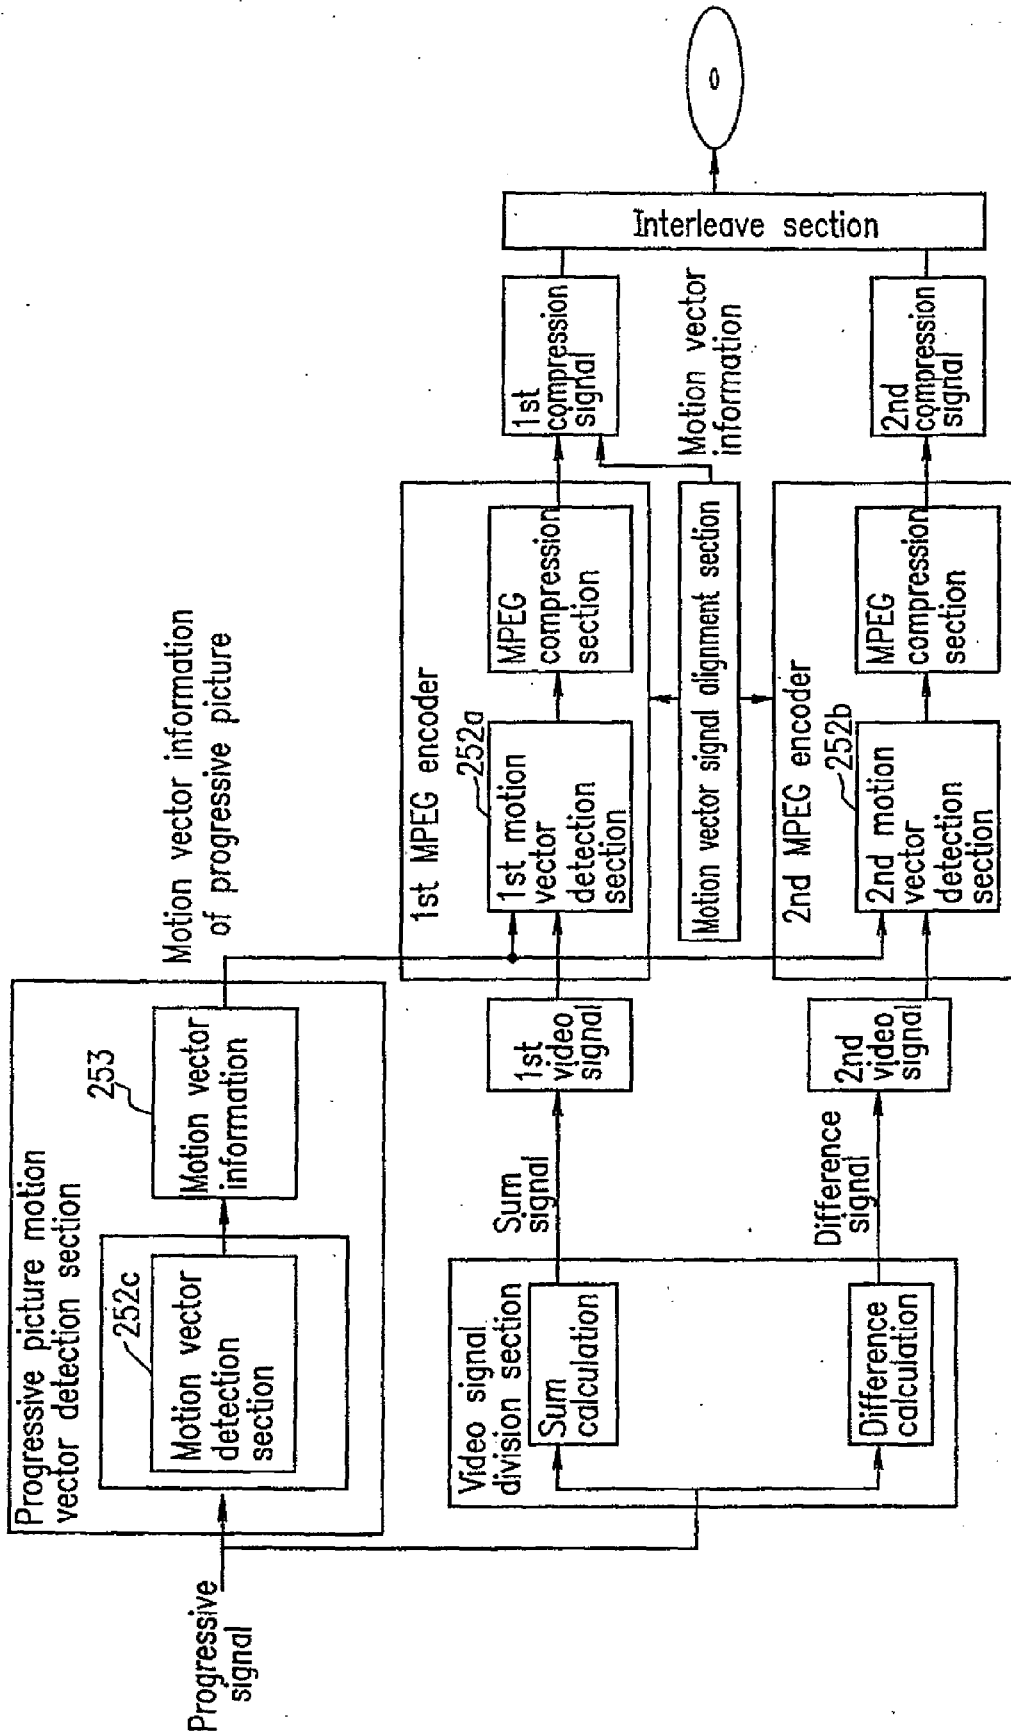 Progressive
signal
Progressive picture motion
vector detection section
252c
Motion vector
detection
section
253
Motion vector
information
Motion vector information
of progressive picture
Video signal
division section
Sum
calculation
Difference
calculation
Sum
signal
Difference
signal
1st
video
signal
2nd
video
signal
1st MPEG encoder
252a
1st motion
vector
detection
section
MPEG
compression
section
Motion vector signal alignment section
Motion vector
information
2nd MPEG encoder
252b
2nd motion
vector
detection
section
MPEG
compression
section
1st
compression
signal
2nd
compression
signal
Interleave section